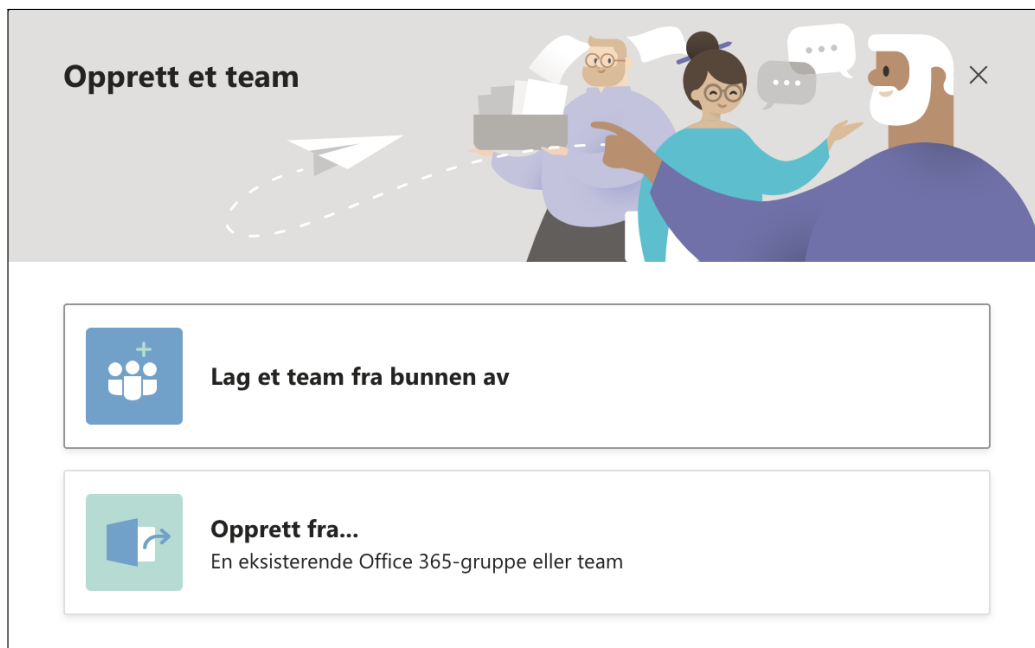 Opprett et team
Lag et team fra bunnen av
Opprett fra...
En eksisterende Office 365-gruppe eller team